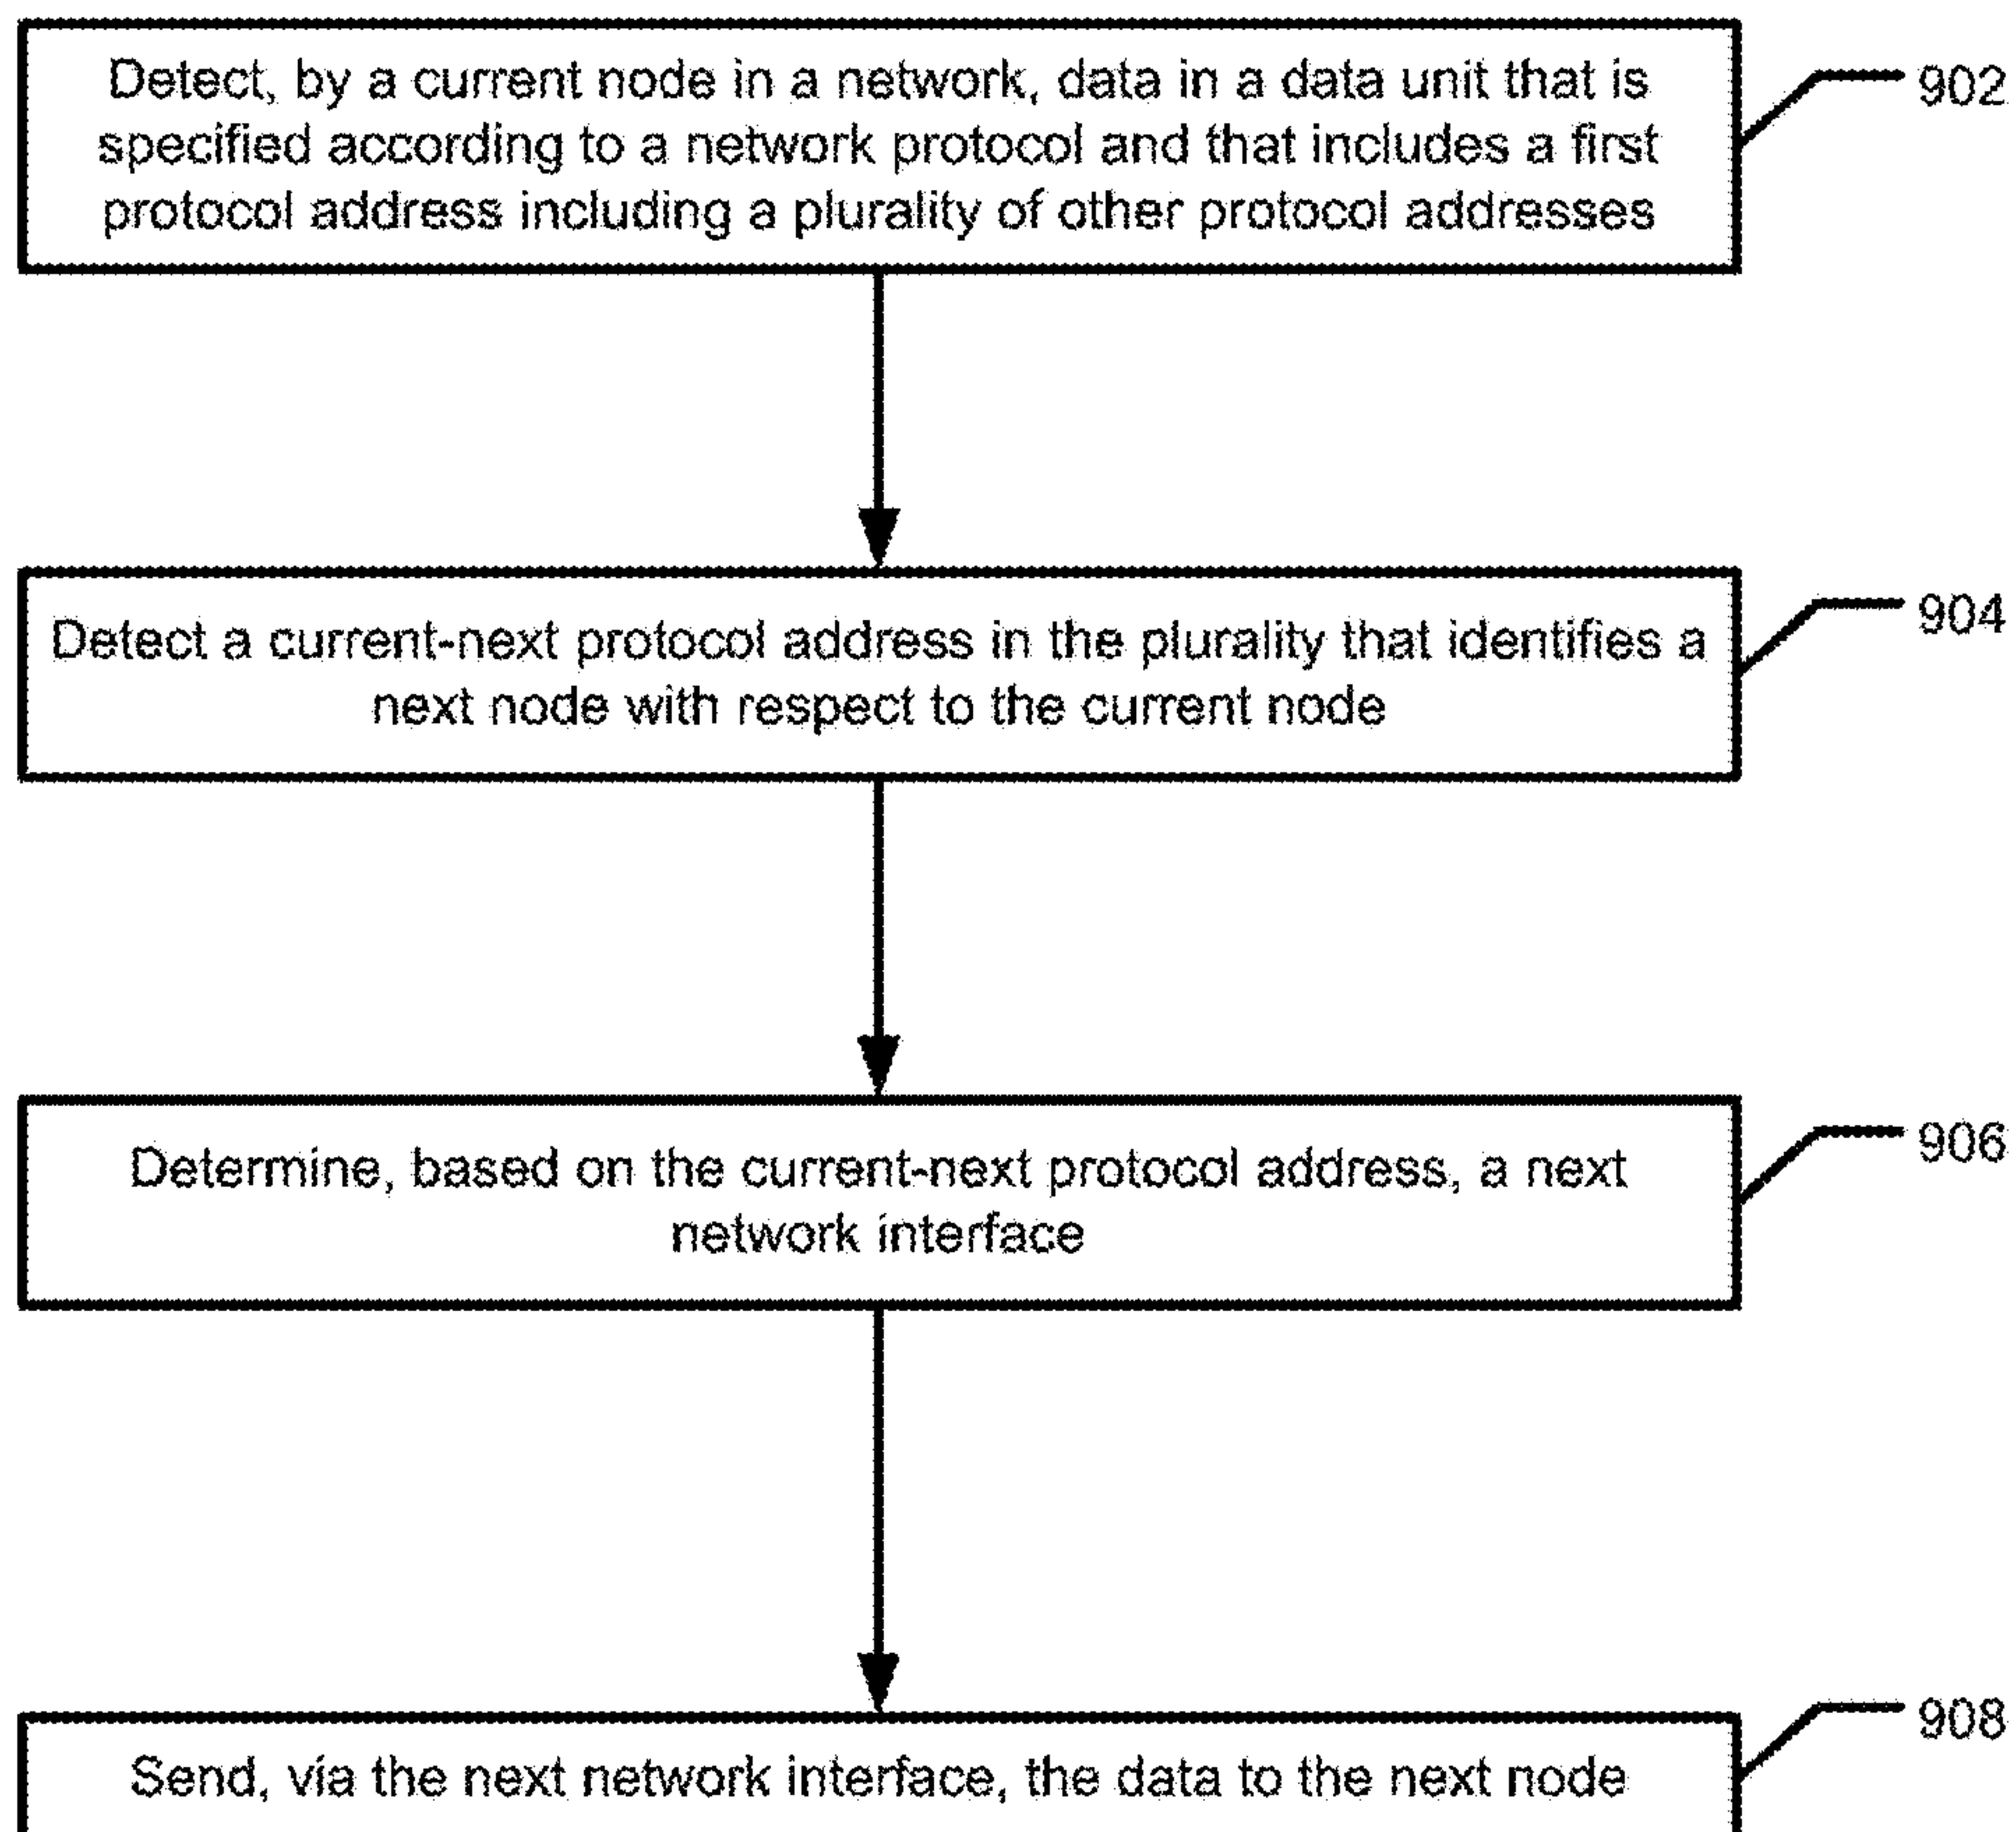 Detect, by a current node in a network, data in a data unit that is
specified according to a network protocol and that includes a first
protocol address including a plurality of other protocol addresses
902
Detect a current-next protocol address in the plurality that identifies a
next node with respect to the current node
904
Determine, based on the current-next protocol address, a next
network interface
906
Send, via the next network interface, the data to the next node
908